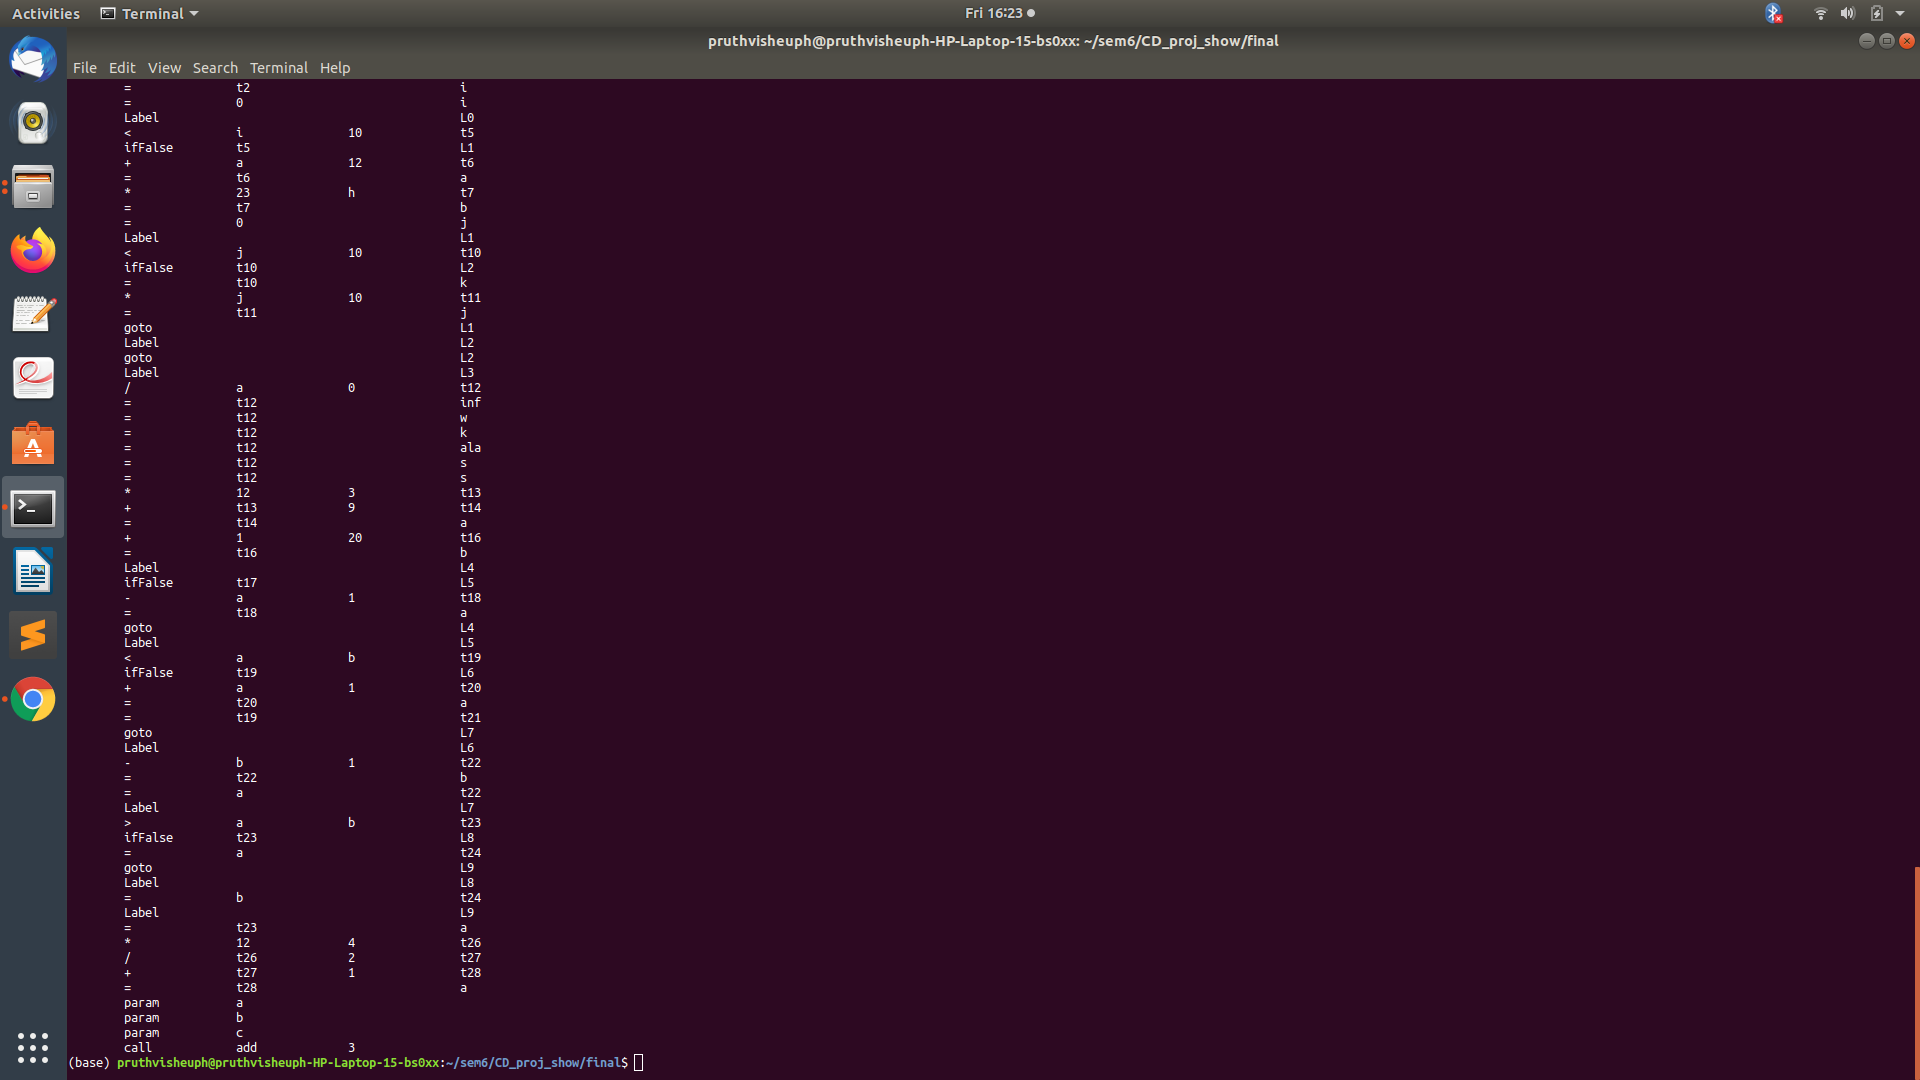 Activities Terminal Fri 16:23
pruthvisheuph@pruthvisheuph-HP-Laptop-15-bs0xx: ~/sem6/CD_proj_show/final
File Edit View Search Terminal Help
= t2 i
= 0 i
Label L0
< i 10 t5
ifFalse t5 L1
+ a 12 t6
= t6 a
* 23 h t7
= t7 b
= 0 j
Label L1
< j 10 t10
ifFalse t10 L2
= t10 k
* j 10 t11
= t11 j
goto L1
Label L2
goto L2
Label L3
/ a 0 t12
= t12 inf
= t12 w
= t12 k
= t12 ala
= t12 s
= t12 s
* 12 3 t13
+ t13 9 t14
= t14 a
+ 1 20 t16
= t16 b
Label L4
ifFalse t17 L5
- a 1 t18
= t18 a
goto L4
Label L5
< a b t19
ifFalse t19 L6
+ a 1 t20
= t20 a
= t19 t21
goto L7
Label L6
- b 1 t22
= t22 b
= a t22
Label L7
> a b t23
ifFalse t23 L8
= a t24
goto L9
Label L8
= b t24
Label L9
= t23 a
* 12 4 t26
/ t26 2 t27
+ t27 1 t28
= t28 a
param a
param b
param c
call add 3
(base) pruthvisheuph@pruthvisheuph-HP-Laptop-15-bs0xx:~/sem6/CD_proj_show/final$